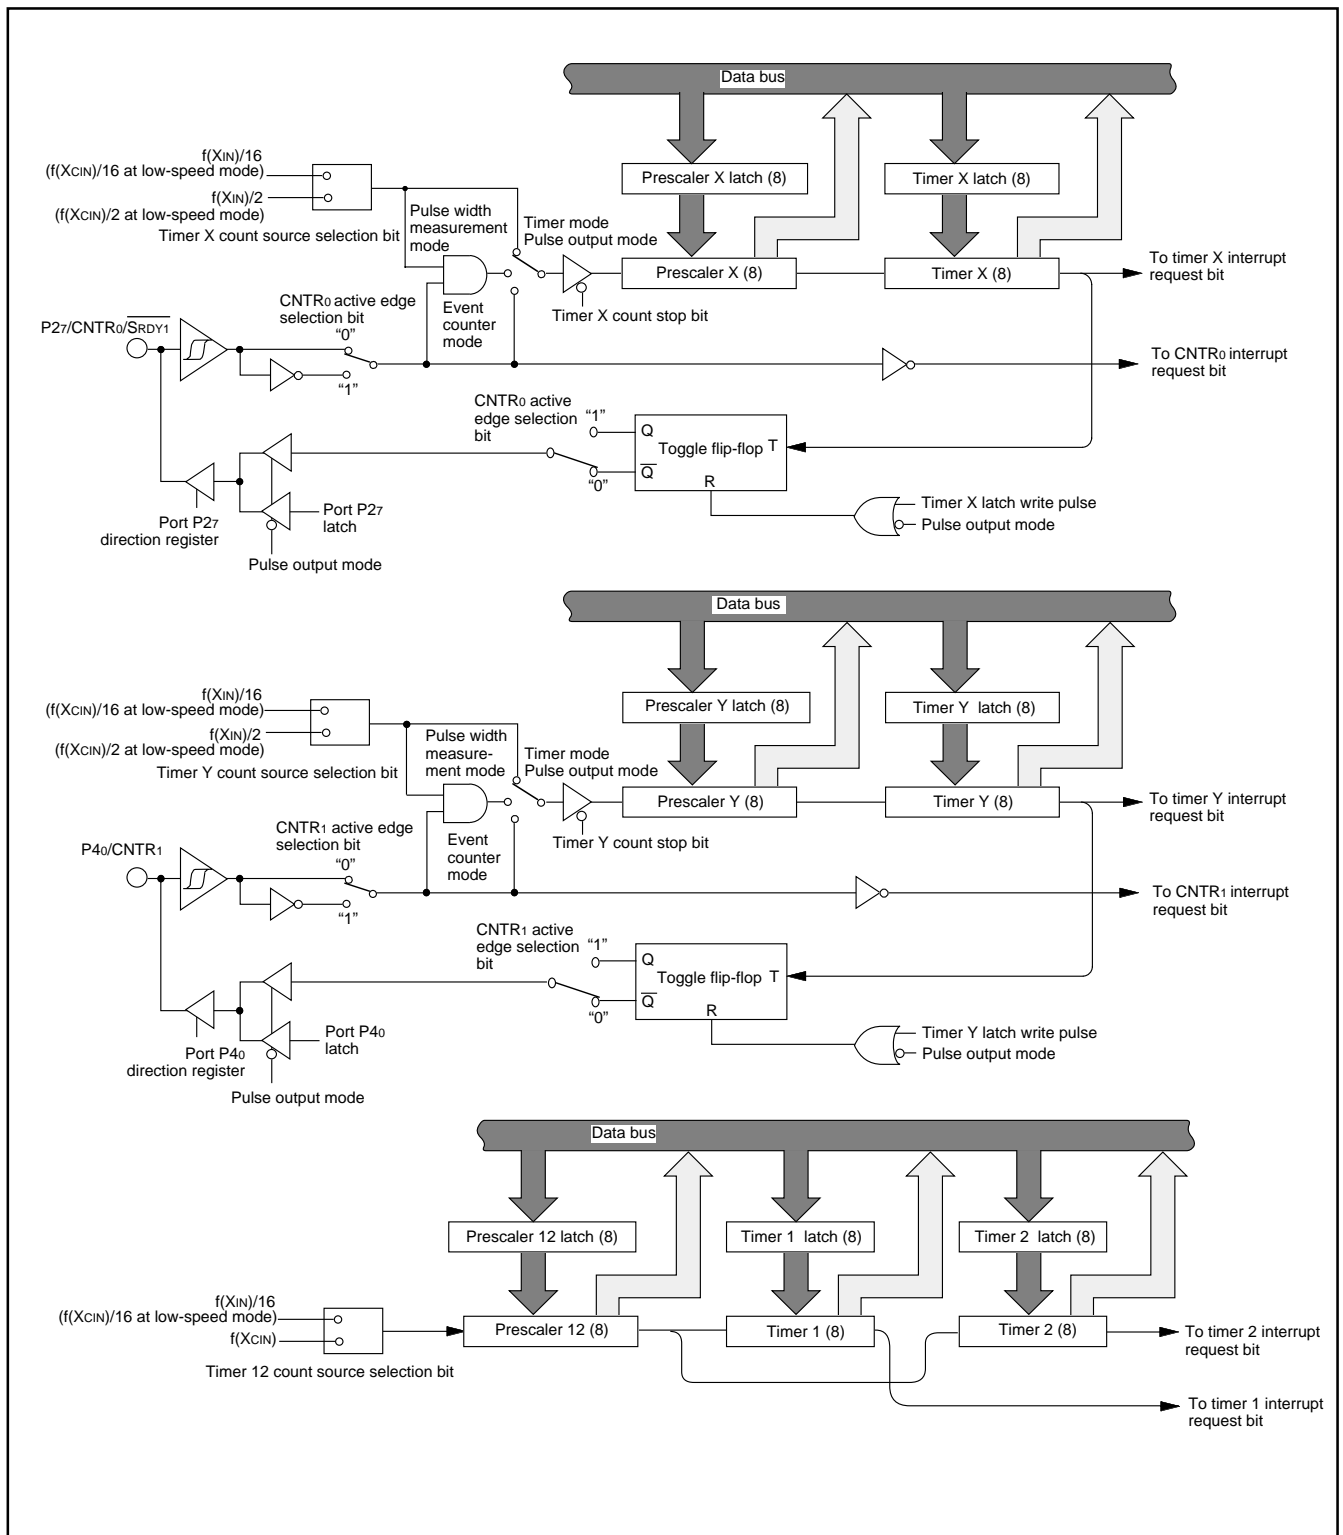 Data bus
f(XIN)/16
(f(XCIN)/16 at low-speed mode)
f(XIN)/2
(f(XCIN)/2 at low-speed mode)
Timer X count source selection bit
Prescaler X latch (8)
Timer X latch (8)
Pulse width
measurement
mode
Timer mode
Pulse output mode
Prescaler X (8)
Timer X (8)
To timer X interrupt
request bit
Timer X count stop bit
Event
counter
mode
CNTR0 active edge
selection bit
“0”
P27/CNTR0/SRDY1
“1”
To CNTR0 interrupt
request bit
CNTR0 active
edge selection
bit
“1”
“0”
Q
Toggle flip-flop
T
Q
R
Timer X latch write pulse
Pulse output mode
Port P27
latch
Port P27
direction register
Pulse output mode
Data bus
f(XIN)/16
(f(XCIN)/16 at low-speed mode)
f(XIN)/2
(f(XCIN)/2 at low-speed mode)
Timer Y count source selection bit
Prescaler Y latch (8)
Timer Y latch (8)
Pulse width
measure-
ment mode
Timer mode
Pulse output mode
Prescaler Y (8)
Timer Y (8)
To timer Y interrupt
request bit
Timer Y count stop bit
Event
counter
mode
CNTR1 active edge
selection bit
“0”
P40/CNTR1
“1”
To CNTR1 interrupt
request bit
CNTR1 active
edge selection
bit
“1”
“0”
Q
Toggle flip-flop
T
Q
R
Timer Y latch write pulse
Pulse output mode
Port P40
latch
Port P40
direction register
Pulse output mode
Data bus
Prescaler 12 latch (8)
Timer 1 latch (8)
Timer 2 latch (8)
f(XIN)/16
(f(XCIN)/16 at low-speed mode)
f(XCIN)
Timer 12 count source selection bit
Prescaler 12 (8)
Timer 1 (8)
Timer 2 (8)
To timer 2 interrupt
request bit
To timer 1 interrupt
request bit